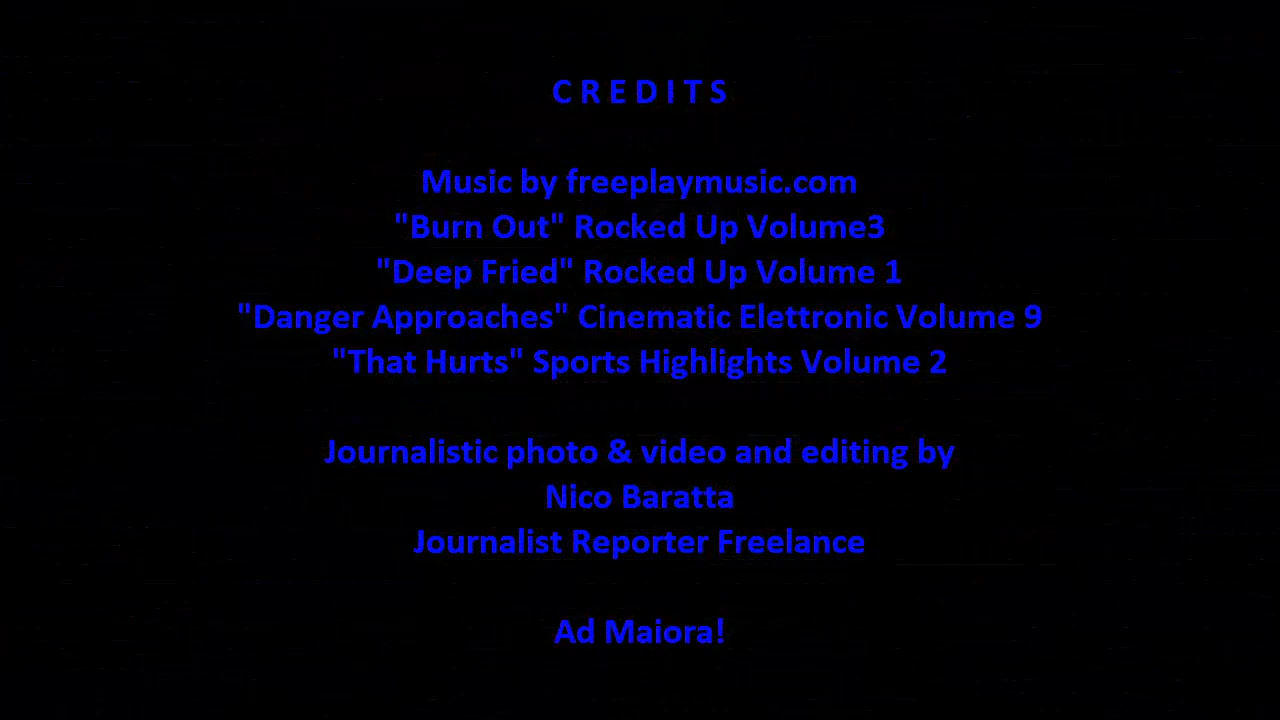 C R E D I T S
Music by freeplaymusic.com
"Burn Out" Rocked Up Volume3
"Deep Fried" Rocked Up Volume 1
"Danger Approaches" Cinematic Elettronic Volume 9
"That Hurts" Sports Highlights Volume 2
Journalistic photo & video and editing by
Nico Baratta
Journalist Reporter Freelance
Ad Maiora!